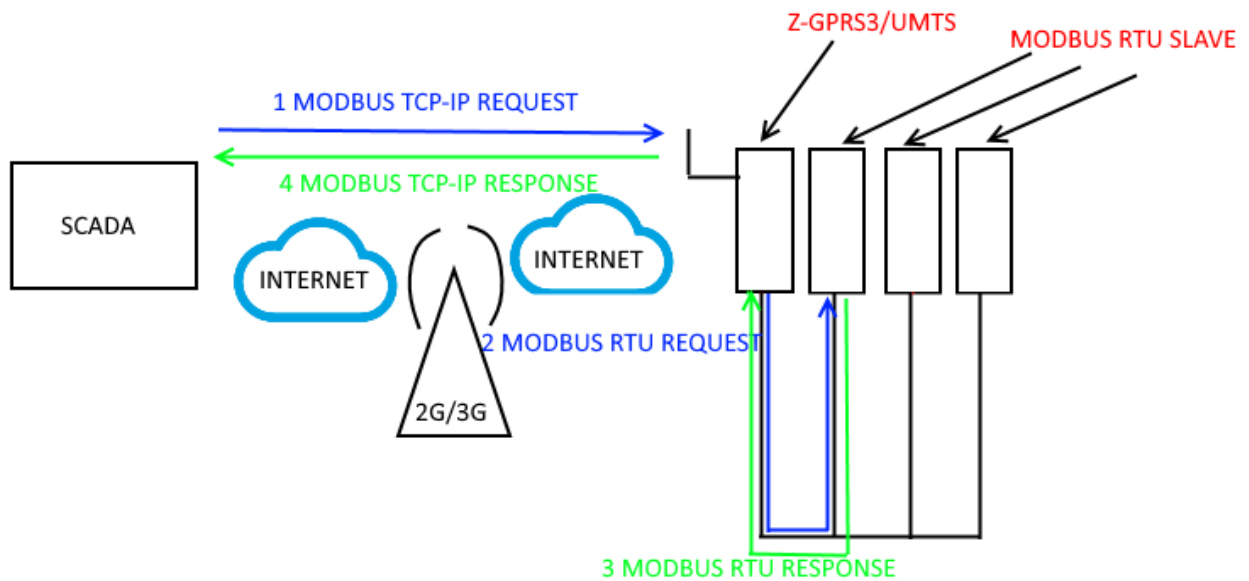 Z-GPRS3/UMTS
MODBUS RTU SLAVE
1 MODBUS TCP-IP REQUEST
4 MODBUS TCP-IP RESPONSE
SCADA
INTERNET
INTERNET
2 MODBUS RTU REQUEST
2G/3G
3 MODBUS RTU RESPONSE